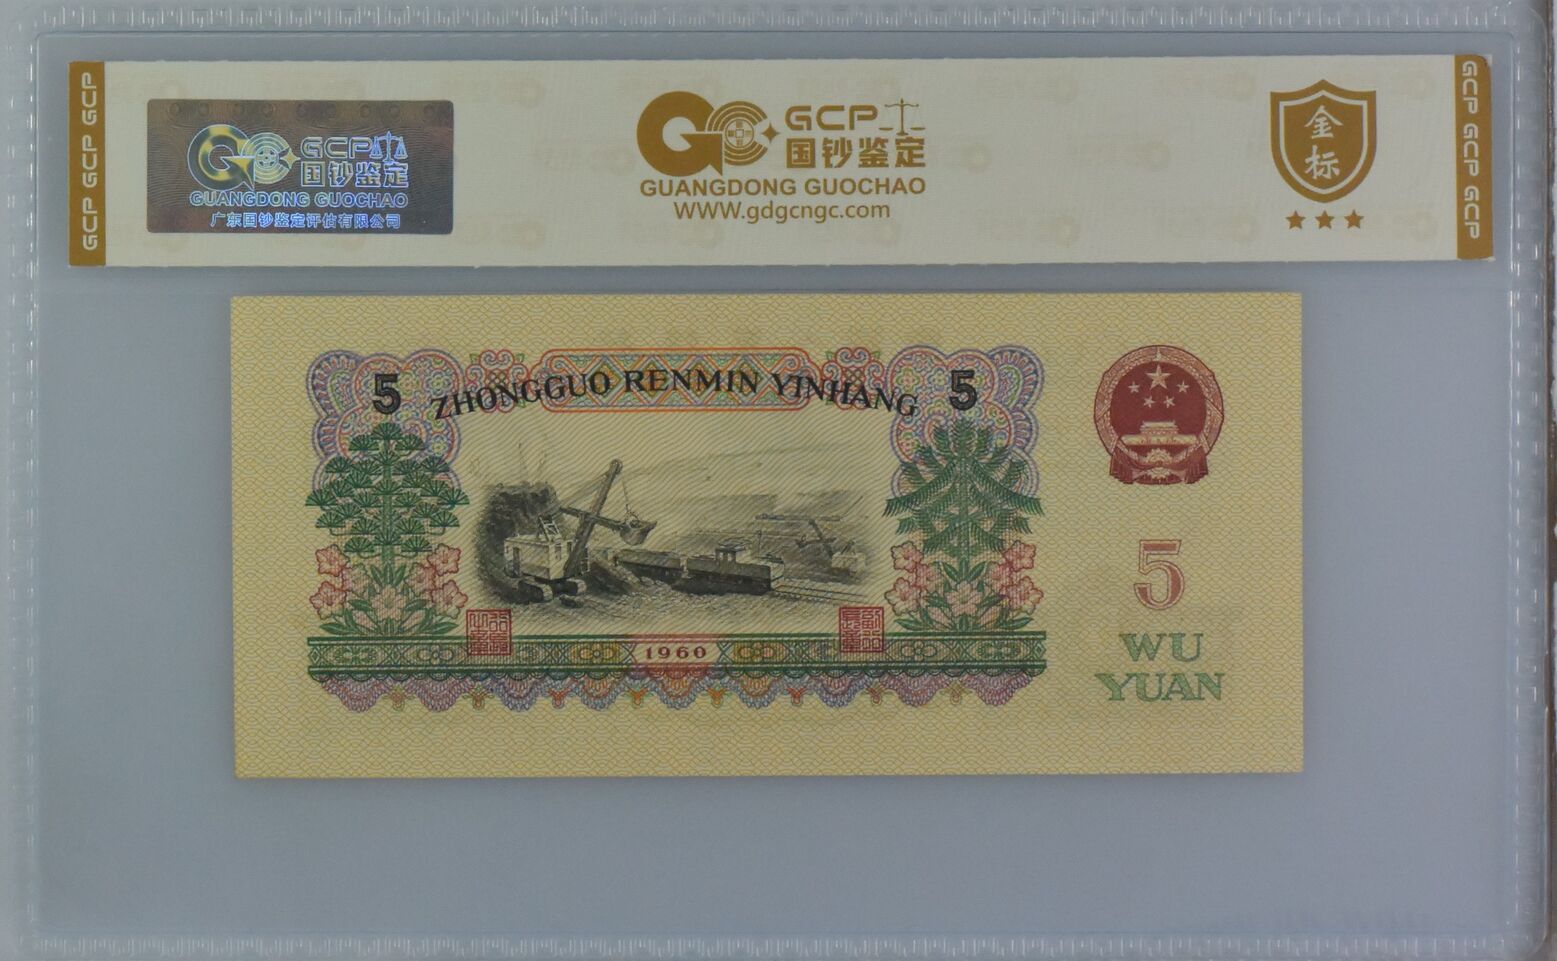 GCP GCP GCP
GCP
国钞鉴定
GUANGDONG GUOCHAO
广东国钞鉴定评估有限公司
GCP
国钞鉴定
GUANGDONG GUOCHAO
WWW.gdgcngc.com
金标
GCP GCP GCP GCP
5 ZHONGGUO RENMIN YINHANG 5
5
WU
YUAN
1960